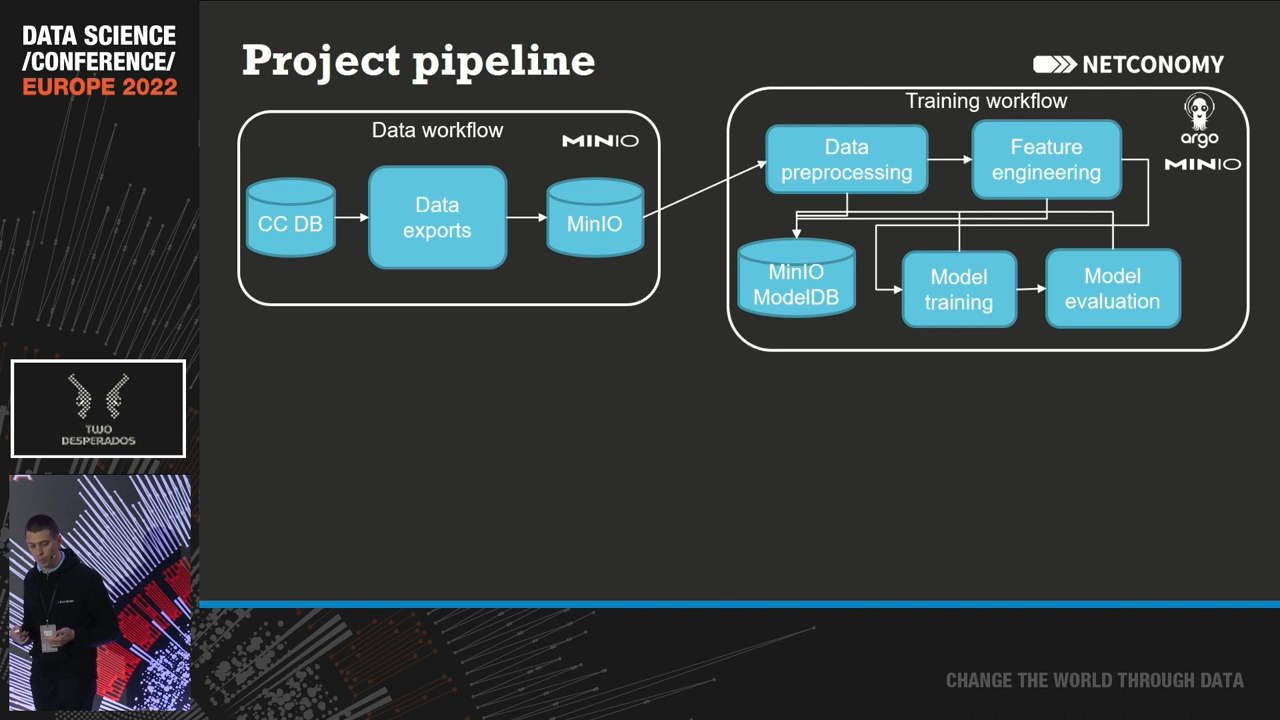 DATA SCIENCE
/CONFERENCE/
EUROPE 2022
Project pipeline
NETCONOMY
Data workflow
MINIO
CC DB
Data
exports
MinIO
Training workflow
argo
MINIO
Data
preprocessing
Feature
engineering
MinIO
ModelDB
Model
training
Model
evaluation
TWO
DESPERADOS
CHANGE THE WORLD THROUGH DATA